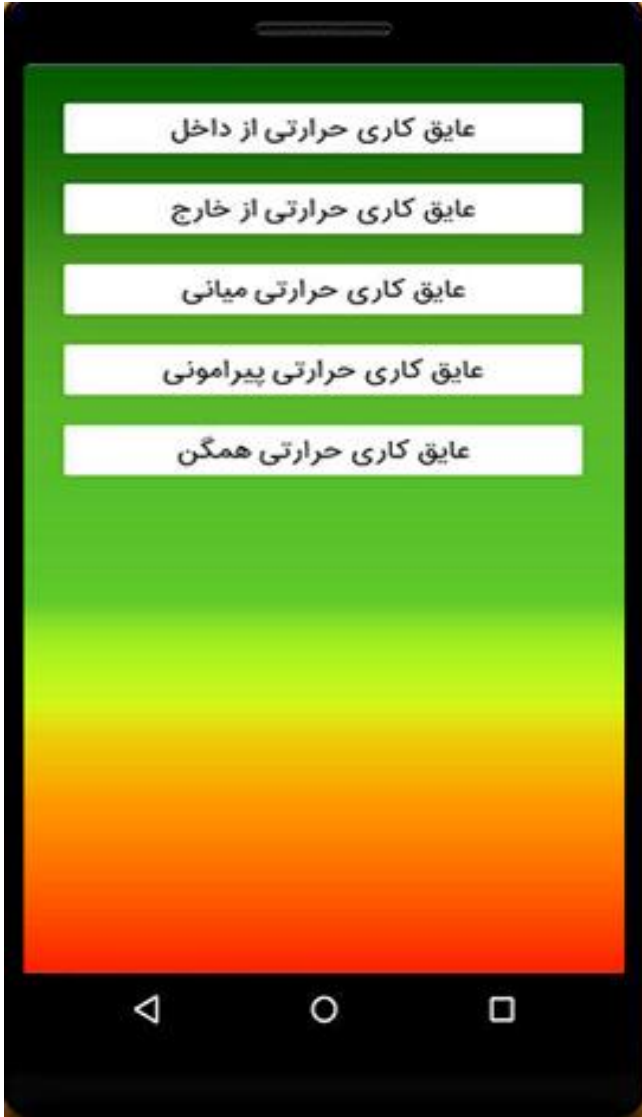 عایق کاری حرارتی از داخل
عایق کاری حرارتی از خارج
عایق کاری حرارتی میانی
عایق کاری حرارتی پیرامونی
عایق کاری حرارتی همگن